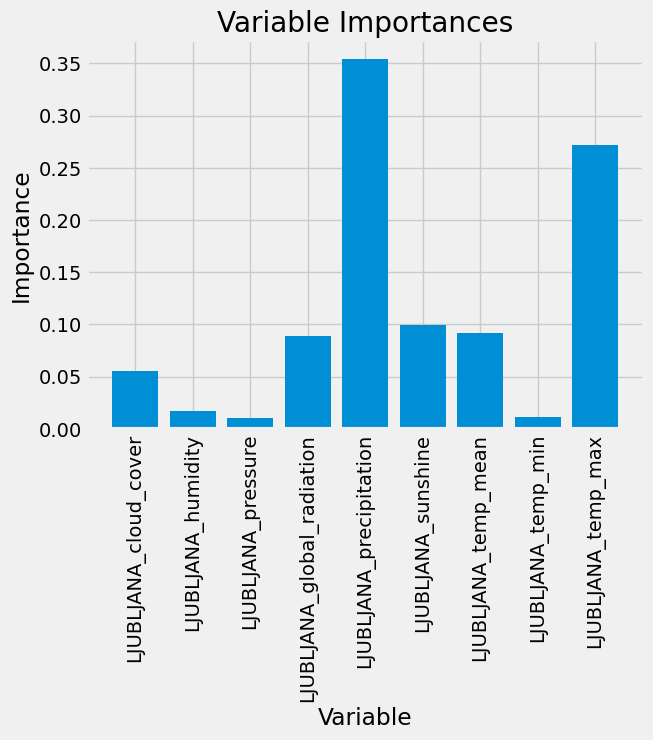 Variable Importances
Importance
0.35
0.30
0.25
0.20
0.15
0.10
0.05
0.00
LJUBLJANA_cloud_cover
LJUBLJANA_humidity
LJUBLJANA_pressure
LJUBLJANA_global_radiation
LJUBLJANA_precipitation
LJUBLJANA_sunshine
LJUBLJANA_temp_mean
LJUBLJANA_temp_min
LJUBLJANA_temp_max
Variable